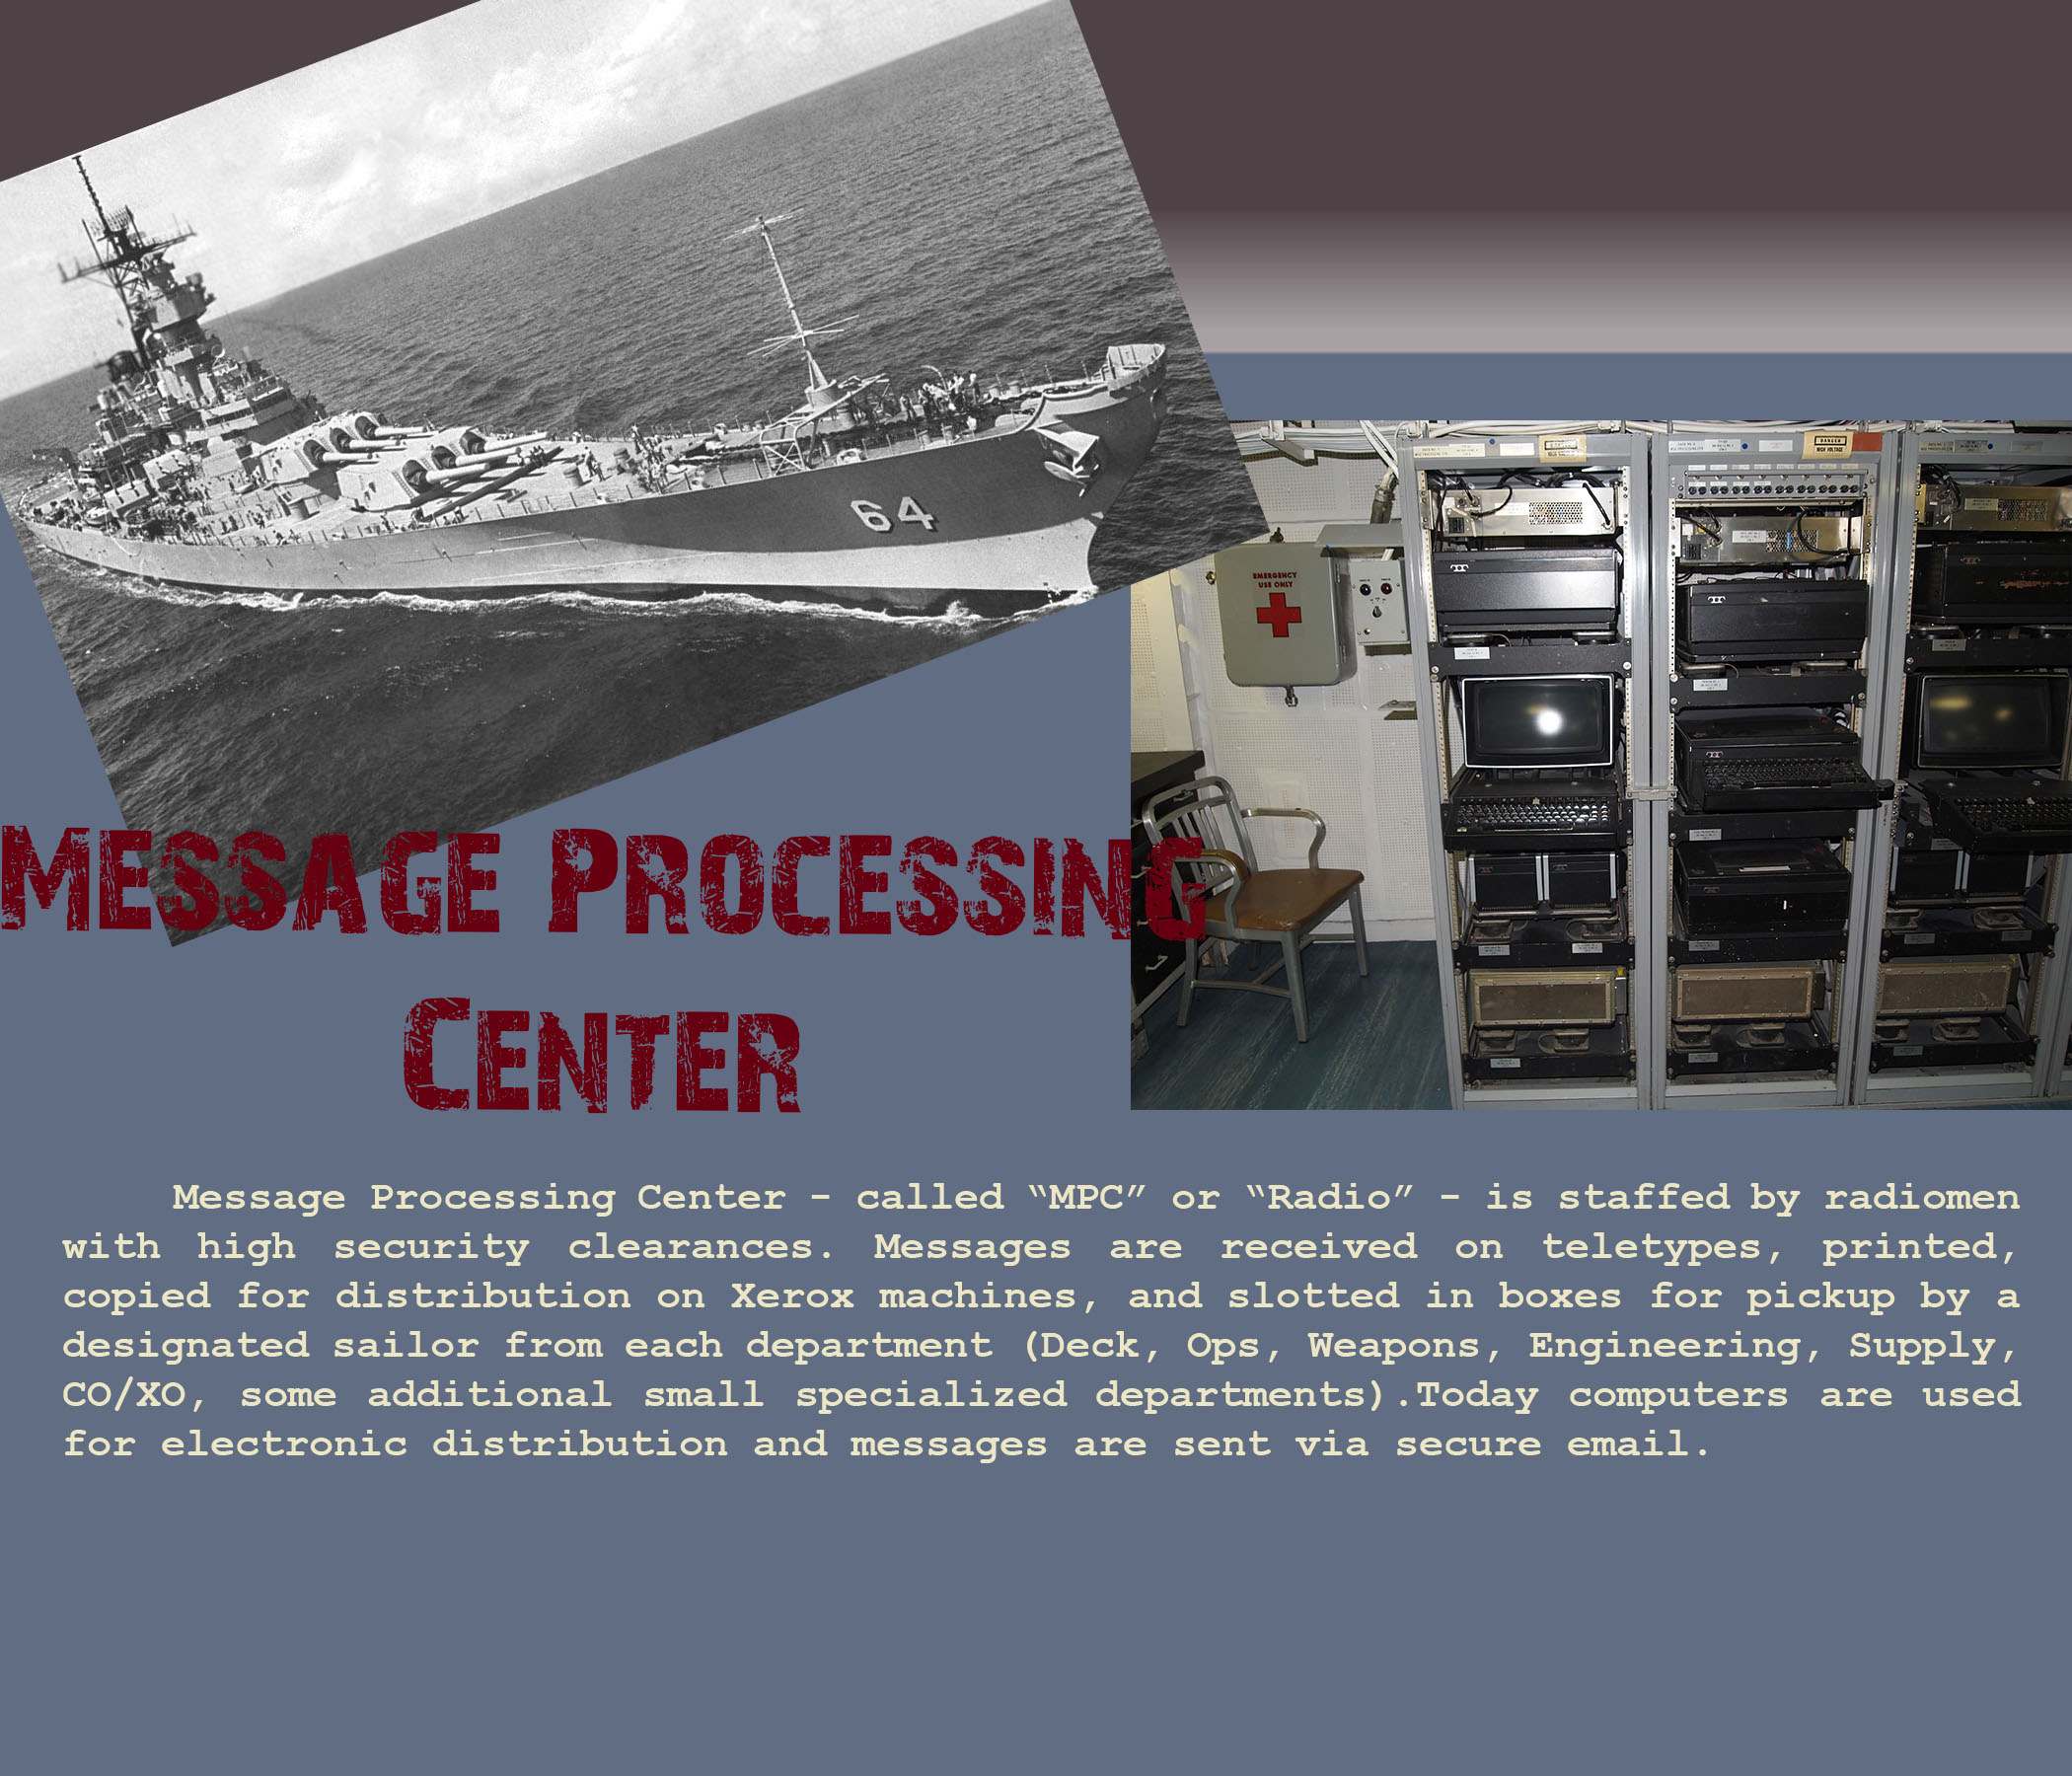 64
EMERGENCY
USE ONLY
DANGER
HIGH VOLTAGE
Message Processing
Center
Message Processing Center - called “MPC” or “Radio” - is staffed by radiomen
with high security clearances. Messages are received on teletypes, printed,
copied for distribution on Xerox machines, and slotted in boxes for pickup by a
designated sailor from each department (Deck, Ops, Weapons, Engineering, Supply,
CO/XO, some additional small specialized departments).Today computers are used
for electronic distribution and messages are sent via secure email.